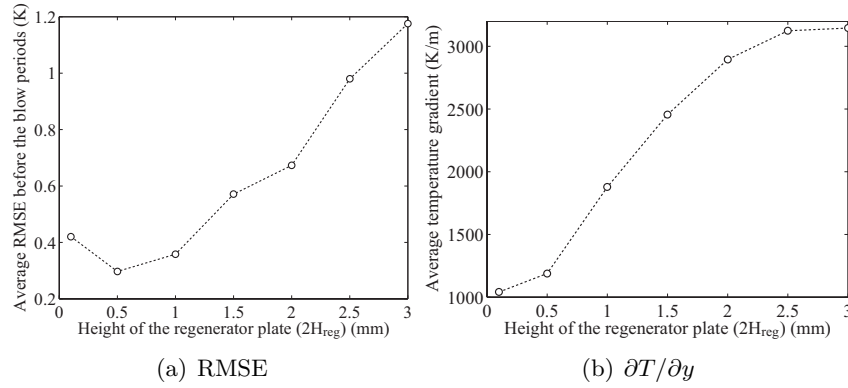 Average RMSE before the blow periods (K)
1.2
1
0.8
0.6
0.4
0.2
0 0.5 1 1.5 2 2.5 3
Height of the regenerator plate (2Hreg) (mm)
(a) RMSE
Average temperature gradient (K/m)
3000
2500
2000
1500
1000
0 0.5 1 1.5 2 2.5 3
Height of the regenerator plate (2Hreg) (mm)
(b) ∂T/∂y